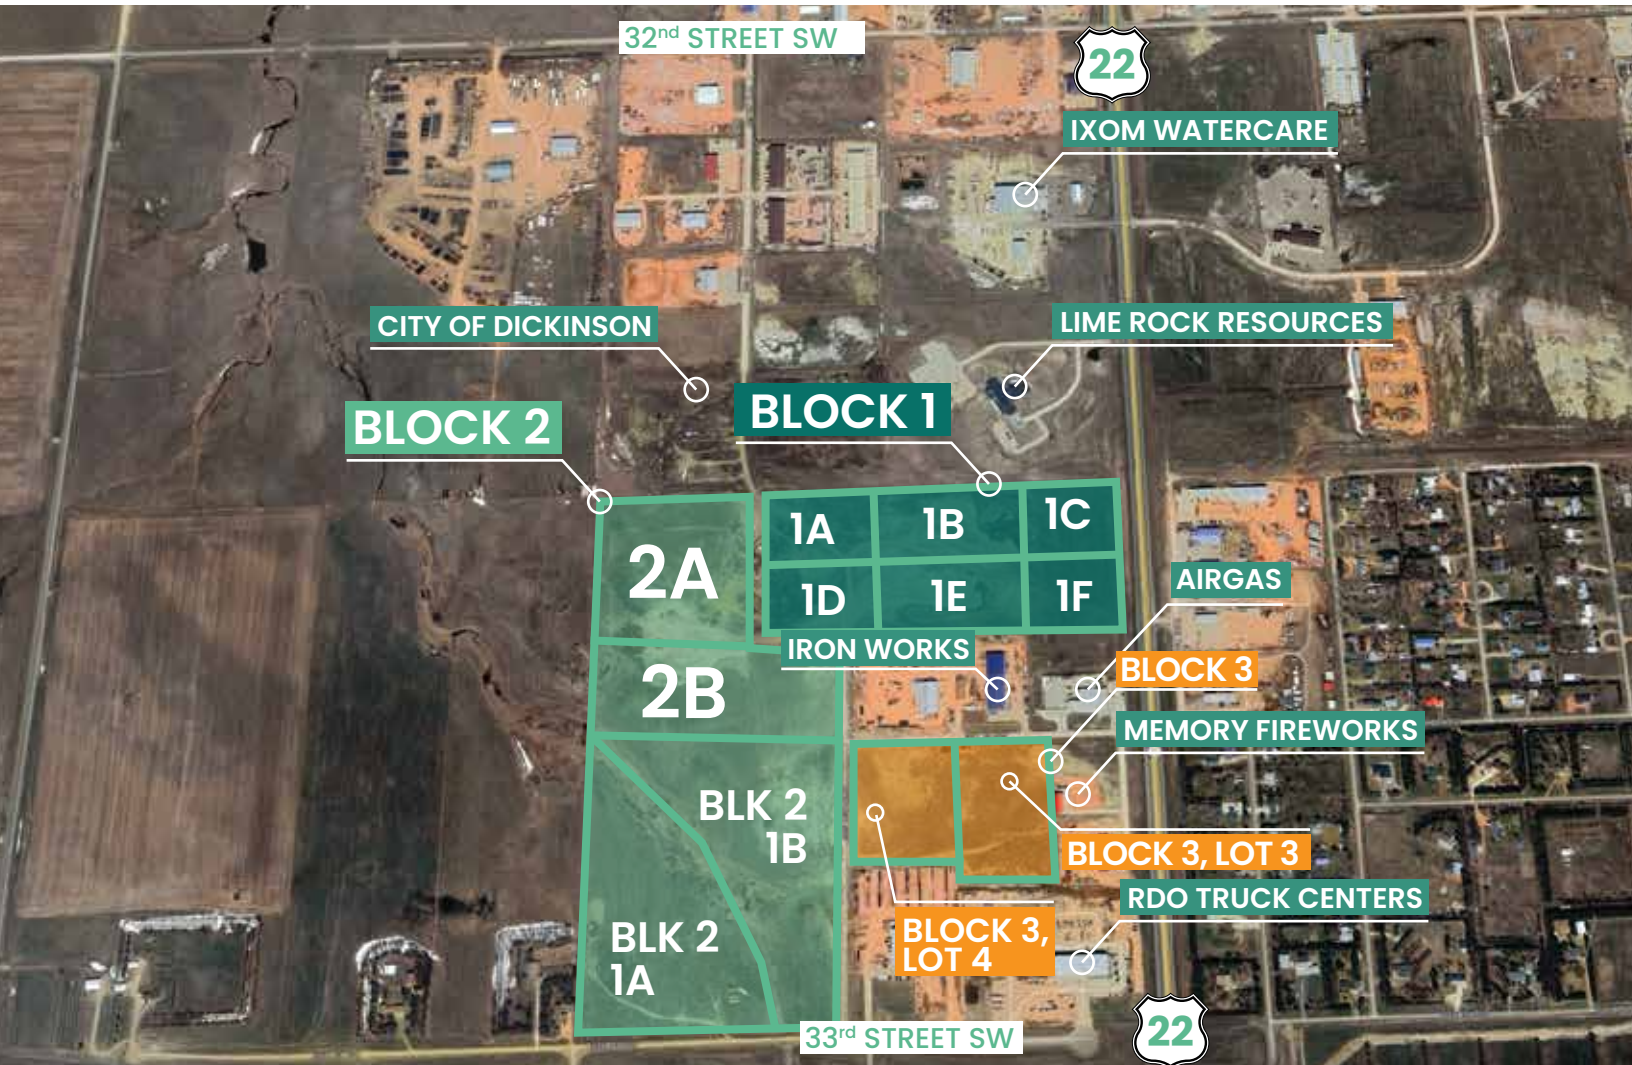 32nd STREET SW
22
IXOM WATERCARE
CITY OF DICKINSON
LIME ROCK RESOURCES
BLOCK 2
BLOCK 1
1A
1B
1C
2A
1D
1E
1F
AIRGAS
IRON WORKS
BLOCK 3
2B
MEMORY FIREWORKS
BLK 2
1B
BLOCK 3, LOT 3
RDO TRUCK CENTERS
BLOCK 3,
LOT 4
BLK 2
1A
33rd STREET SW
22